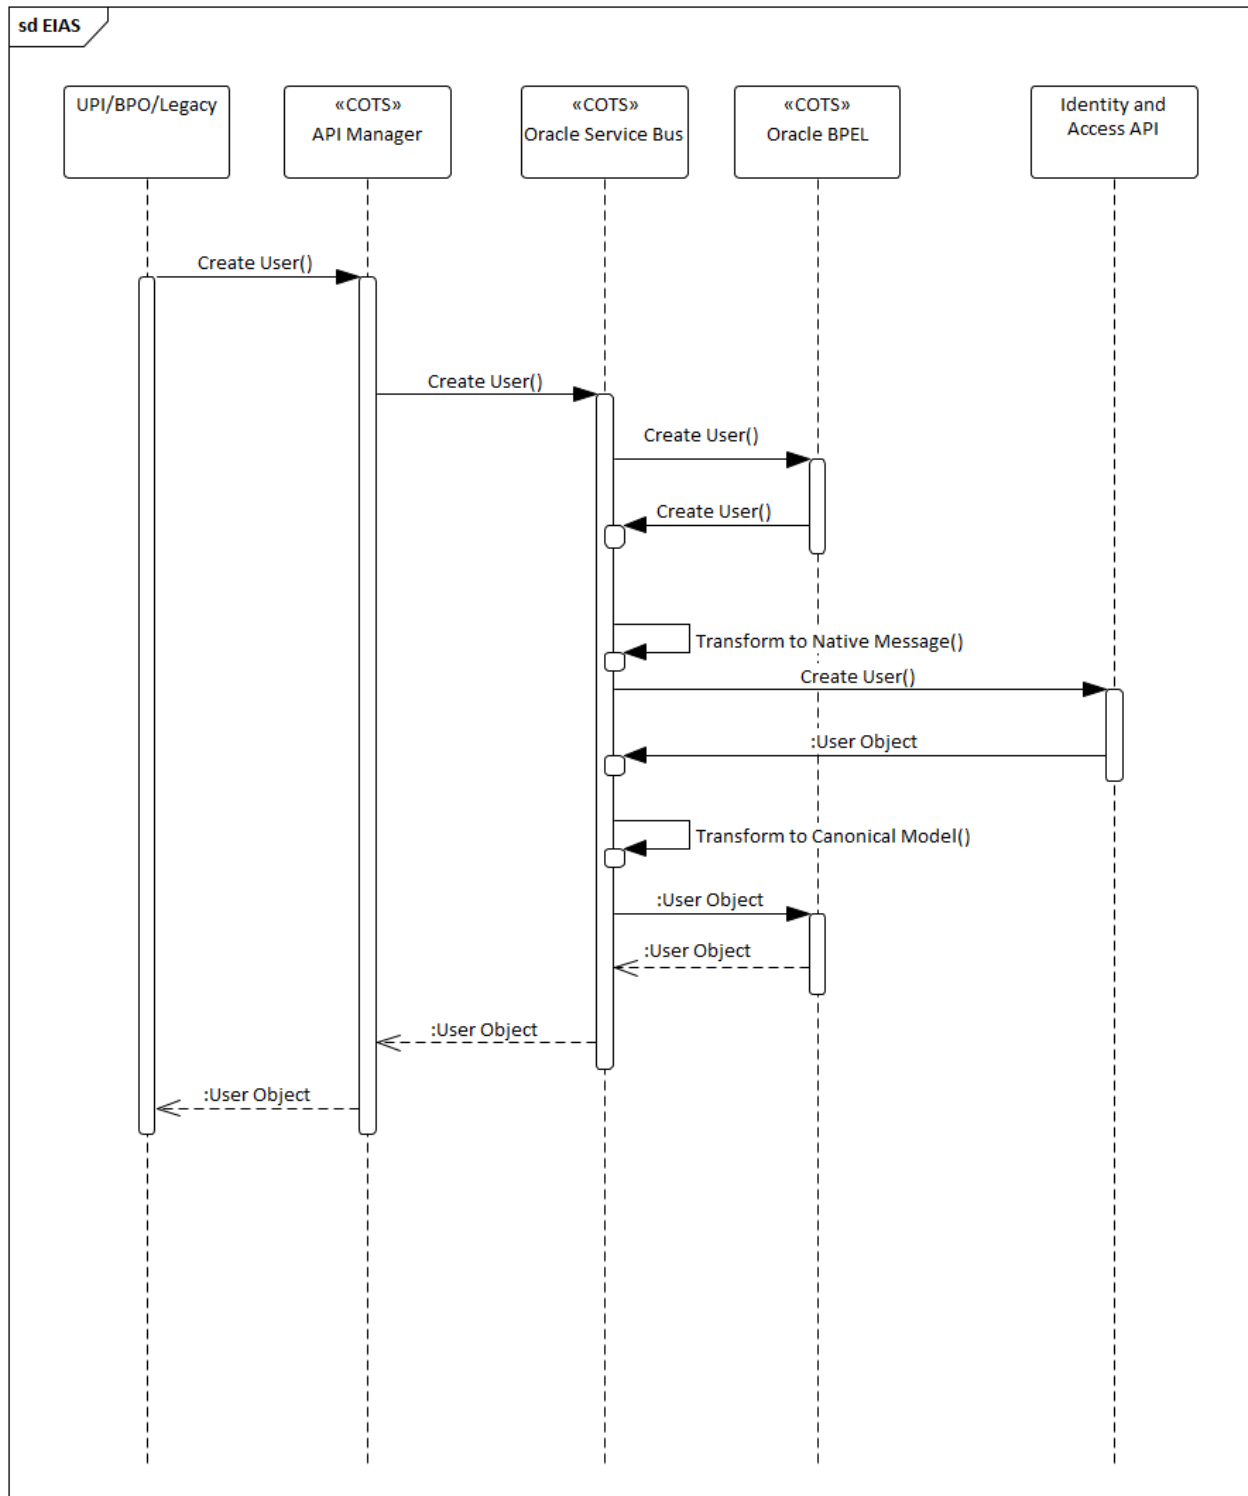 sd EIAS
UPI/BPO/Legacy
«COTS»
API Manager
«COTS»
Oracle Service Bus
«COTS»
Oracle BPEL
Identity and
Access API
Create User()
Create User()
Create User()
Create User()
Transform to Native Message()
Create User()
:User Object
Transform to Canonical Model()
:User Object
:User Object
:User Object
:User Object